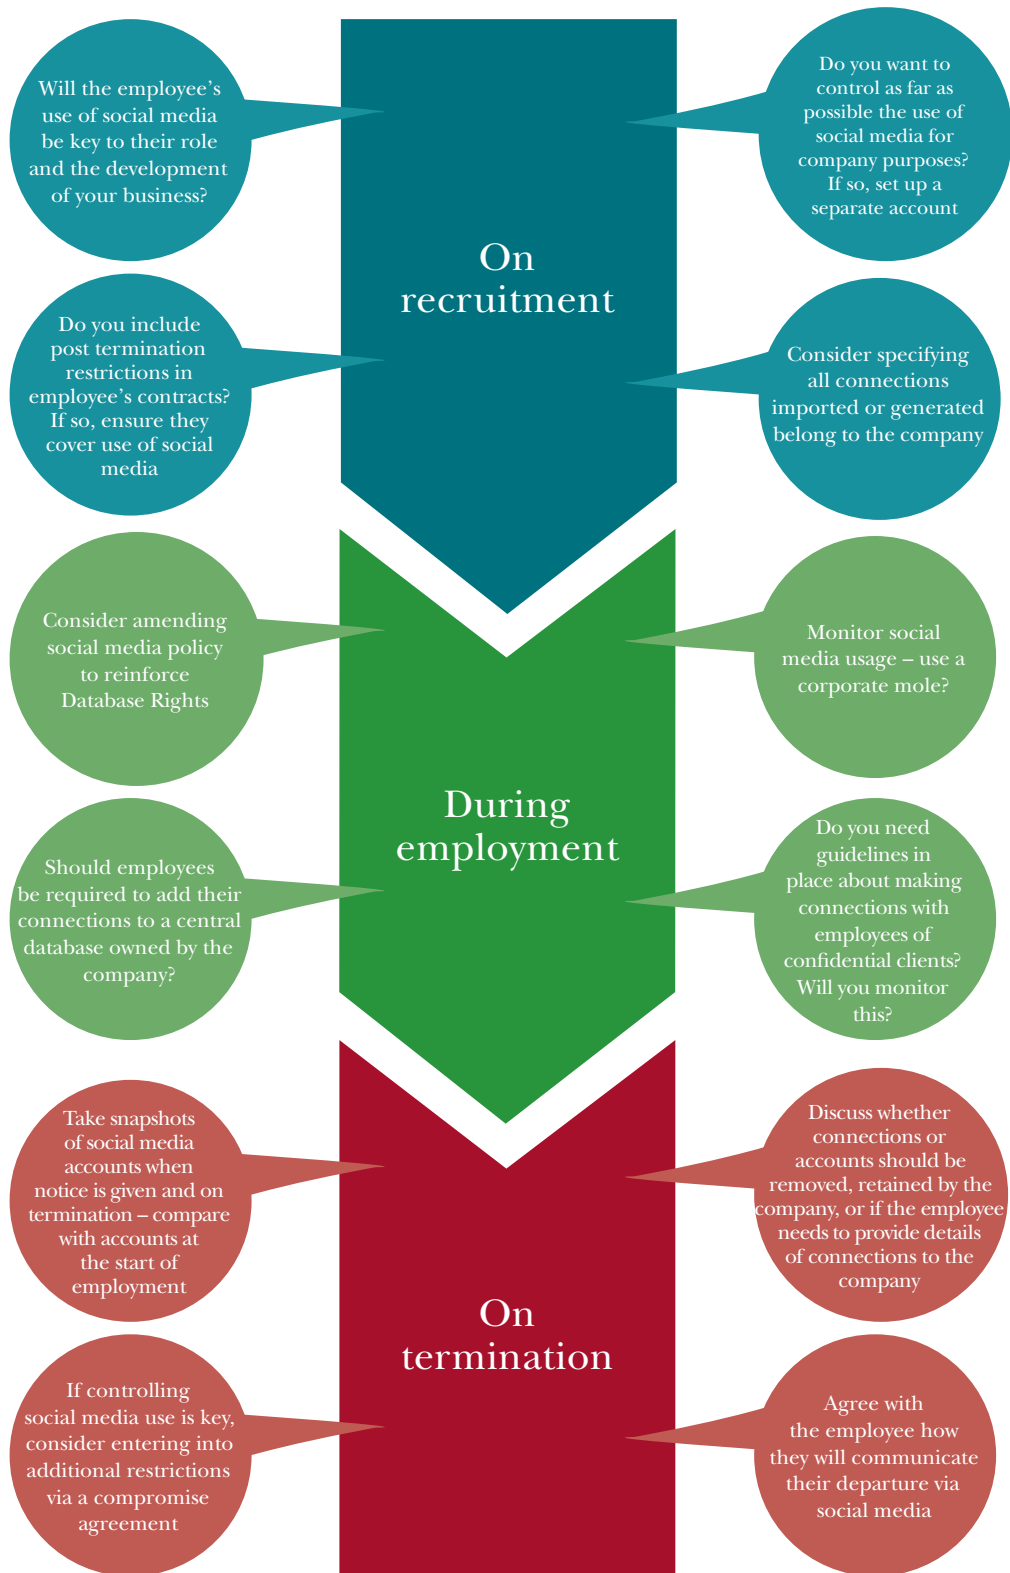 Will the employee's
use of social media
be key to their role
and the development
of your business?
Do you want to
control as far as
possible the use of
social media for
company purposes?
If so, set up a
separate account
On
recruitment
Do you include
post termination
restrictions in
employee's contracts?
If so, ensure they
cover use of social
media
Consider specifying
all connections
imported or generated
belong to the company
Consider amending
social media policy
to reinforce
Database Rights
Monitor social
media usage – use a
corporate mole?
During
employment
Should employees
be required to add their
connections to a central
database owned by the
company?
Do you need
guidelines in
place about making
connections with
employees of
confidential clients?
Will you monitor
this?
Take snapshots
of social media
accounts when
notice is given and on
termination – compare
with accounts at
the start of
employment
Discuss whether
connections or
accounts should be
removed, retained by the
company, or if the employee
needs to provide details
of connections to the
company
On
termination
If controlling
social media use is key,
consider entering into
additional restrictions
via a compromise
agreement
Agree with
the employee how
they will communicate
their departure via
social media